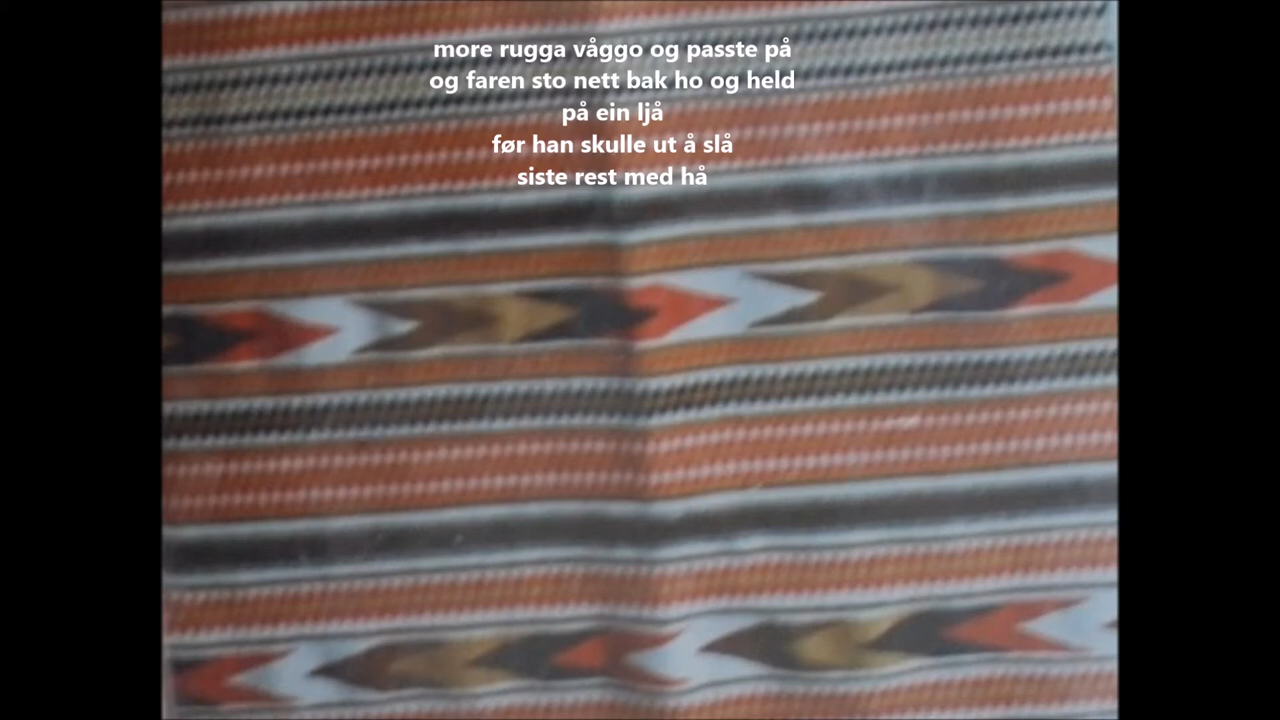 more rugga våggo og passte på
og faren sto nett bak ho og held
på ein ljå
før han skulle ut å slå
siste rest med hå